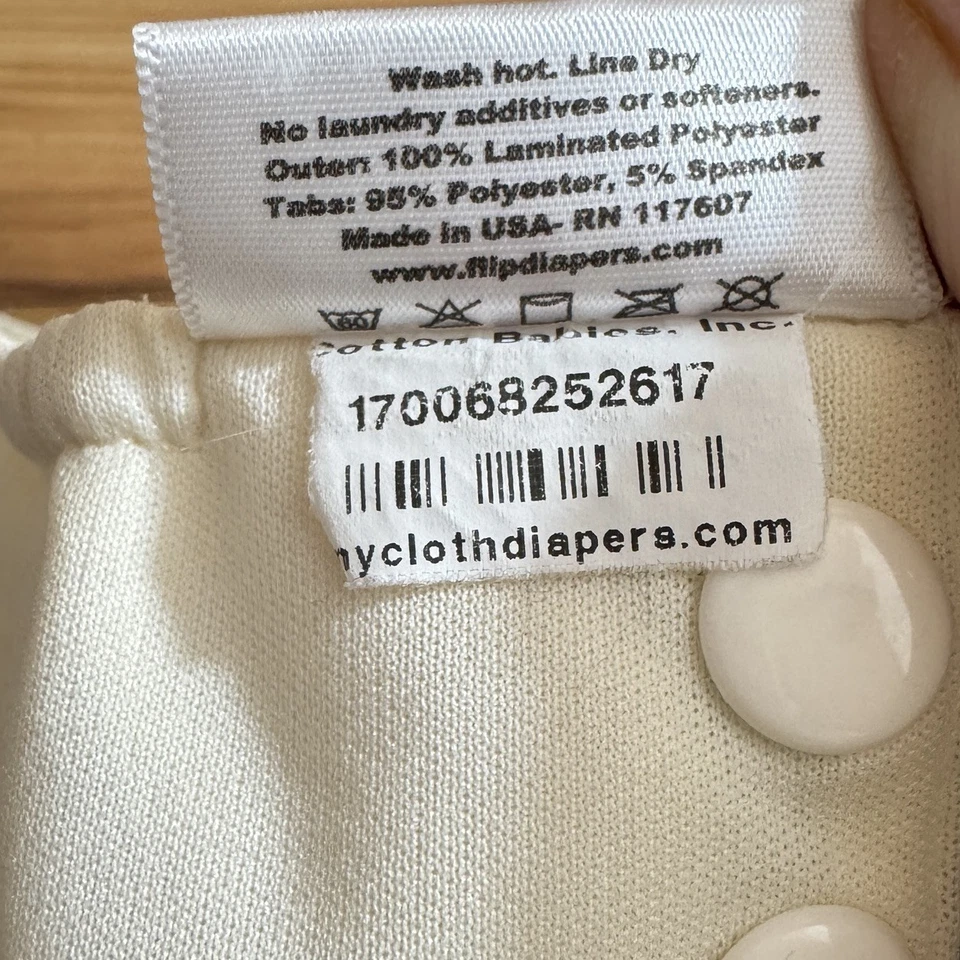 Wash hot. Line Dry
No laundry additives or softeners.
Outer: 100% Laminated Polyester
Tabs: 95% Polyester, 5% Spandex
Made in USA- RN 117607
www.flipdiapers.com
60
Cotton Babies, Inc.
170068252617
nyclothdiapers.com